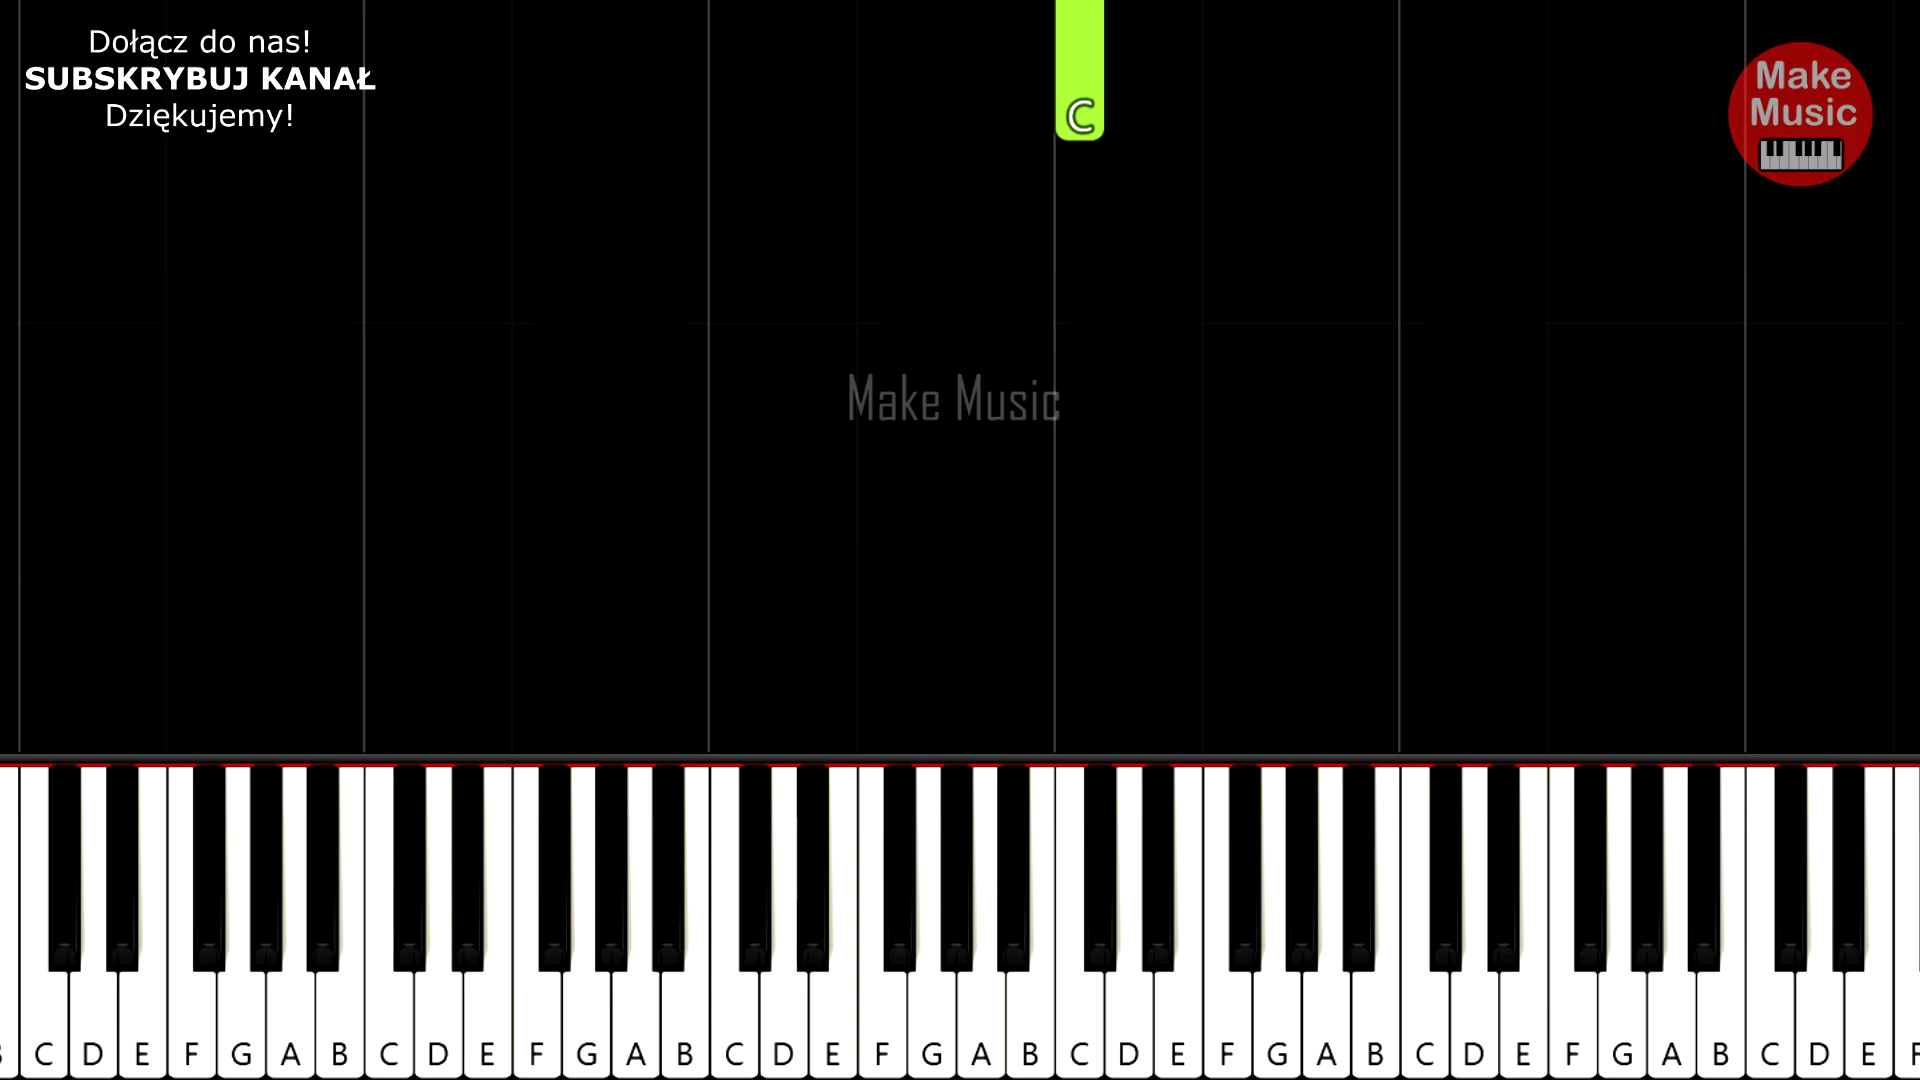 Dołącz do nas!
SUBSKRYBUJ KANAŁ
Dziękujemy!
C
Make
Music
Make Music
C D E F G A B C D E F G A B C D E F G A B C D E F G A B C D E F G A B C D E F